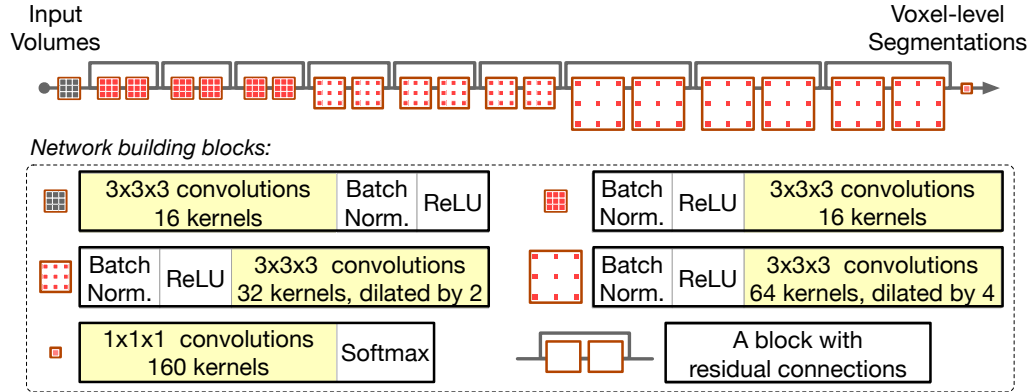 Input
Volumes
Voxel-level
Segmentations
Network building blocks:
3x3x3 convolutions
16 kernels
Batch
Norm.
ReLU
Batch
Norm.
ReLU
3x3x3 convolutions
16 kernels
Batch
Norm.
ReLU
3x3x3 convolutions
32 kernels, dilated by 2
Batch
Norm.
ReLU
3x3x3 convolutions
64 kernels, dilated by 4
1x1x1 convolutions
160 kernels
Softmax
A block with
residual connections